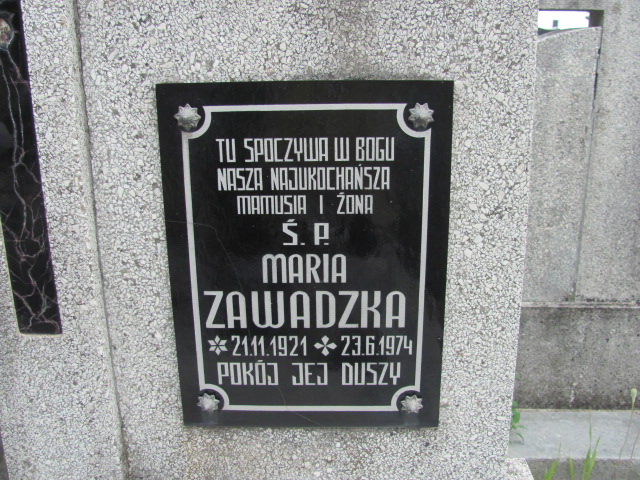 TU SPOCZYWA W BOGU
NASZA NAJUKOCHAŃSZA
MAMUSIA I ŻONA
Ś. P.
MARIA
ZAWADZKA
21.11.1921 23.6.1974
POKÓJ JEJ DUSZY